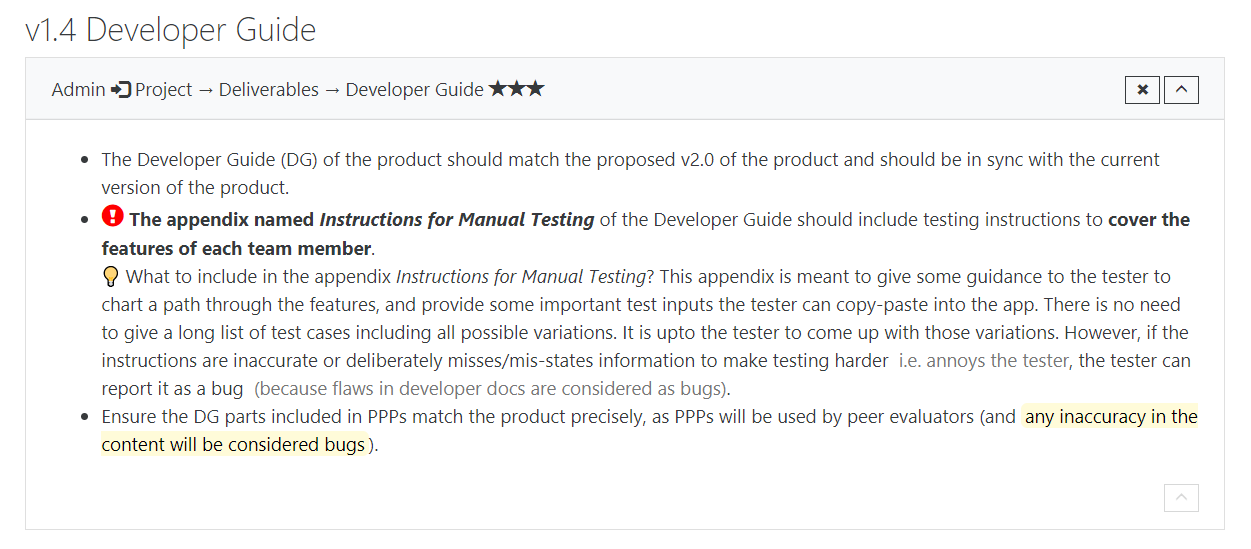 v1.4 Developer Guide
Admin Project → Deliverables → Developer Guide ★★★
The Developer Guide (DG) of the product should match the proposed v2.0 of the product and should be in sync with the current
version of the product.
The appendix named Instructions for Manual Testing of the Developer Guide should include testing instructions to cover the
features of each team member.
What to include in the appendix Instructions for Manual Testing? This appendix is meant to give some guidance to the tester to
chart a path through the features, and provide some important test inputs the tester can copy-paste into the app. There is no need
to give a long list of test cases including all possible variations. It is upto the tester to come up with those variations. However, if the
instructions are inaccurate or deliberately misses/mis-states information to make testing harder i.e. annoys the tester, the tester can
report it as a bug (because flaws in developer docs are considered as bugs).
Ensure the DG parts included in PPPs match the product precisely, as PPPs will be used by peer evaluators (and any inaccuracy in the
content will be considered bugs).